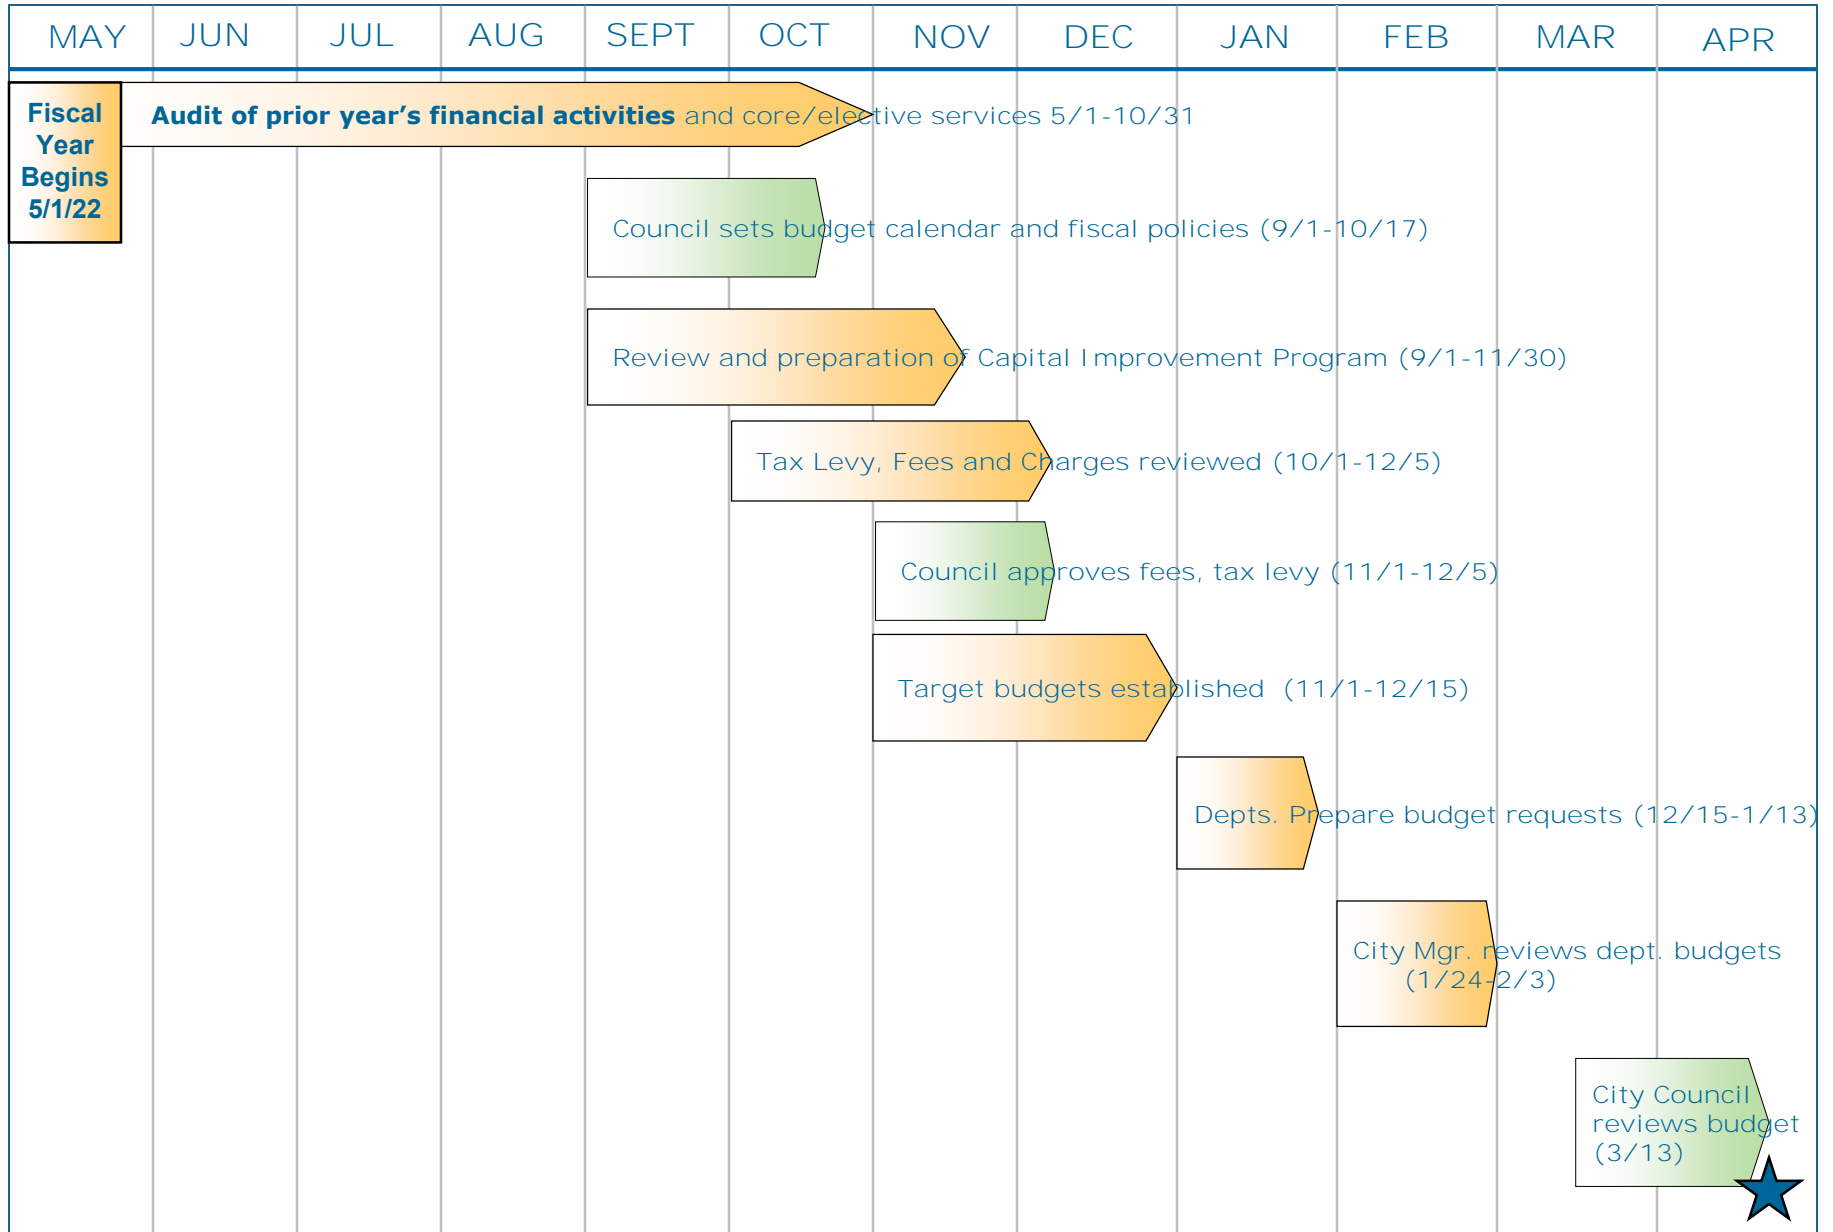 MAY JUN JUL AUG SEPT OCT NOV DEC JAN FEB MAR APR
Fiscal
Year
Begins
5/1/22
Audit of prior year's financial activities and core/elective services 5/1-10/31
Council sets budget calendar and fiscal policies (9/1-10/17)
Review and preparation of Capital Improvement Program (9/1-11/30)
Tax Levy, Fees and Charges reviewed (10/1-12/5)
Council approves fees, tax levy (11/1-12/5)
Target budgets established (11/1-12/15)
Depts. Prepare budget requests (12/15-1/13)
City Mgr. reviews dept. budgets
(1/24-2/3)
City Council
reviews budget
(3/13)